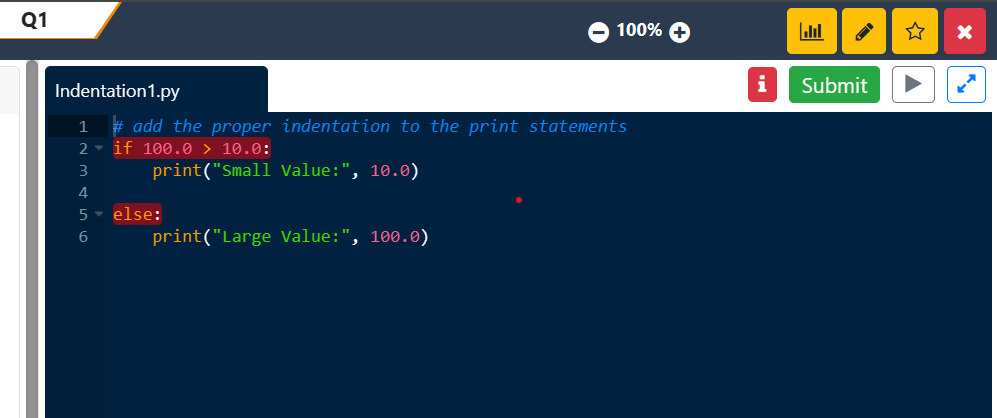 Q1
100%
Indentation1.py
i
Submit
1 # add the proper indentation to the print statements
2 if 100.0 > 10.0:
3     print("Small Value:", 10.0)
4
5 else:
6     print("Large Value:", 100.0)